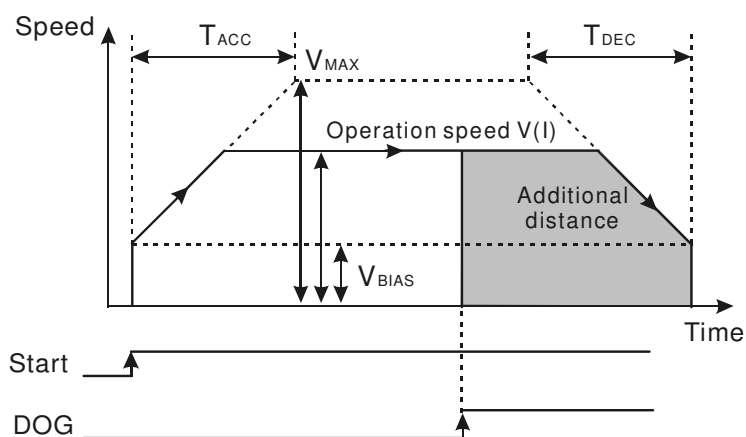 Speed
TACC
TDEC
VMAX
Operation speed V(I)
Additional
distance
VBIAS
Time
Start
DOG